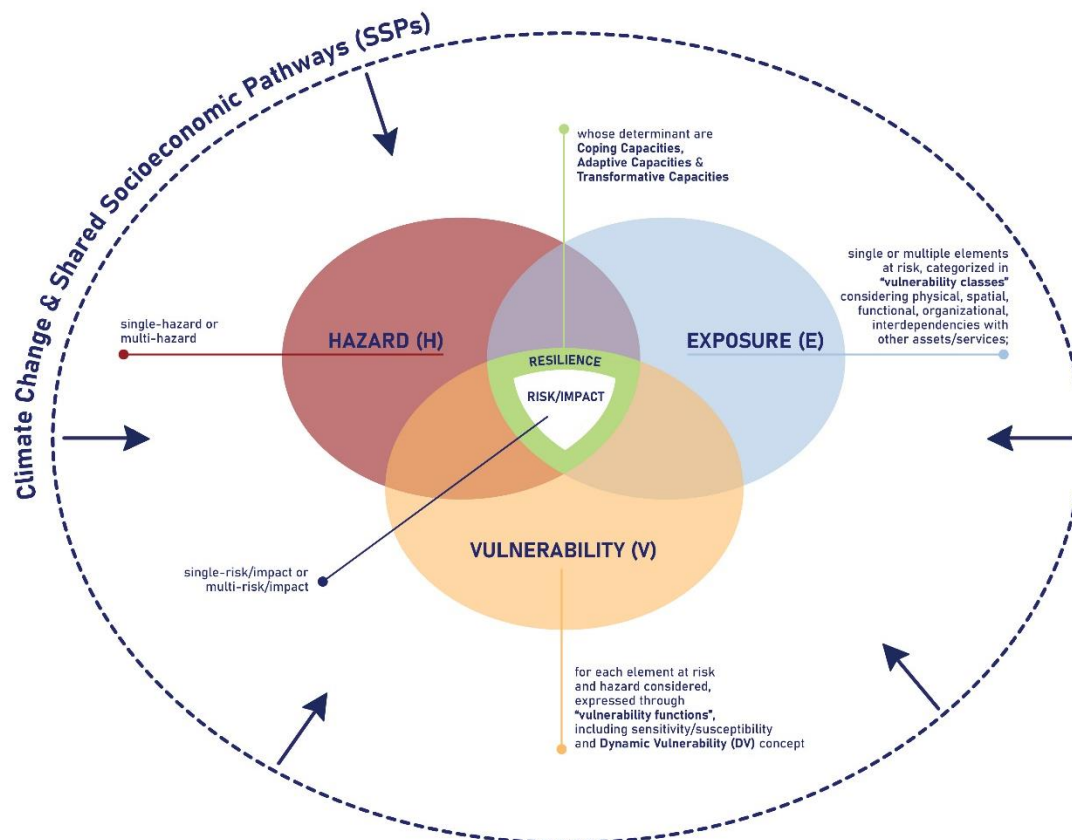 Climate Change & Shared Socioeconomic Pathways (SSPs)
whose determinant are
Coping Capacities,
Adaptive Capacities &
Transformative Capacities
single or multiple elements
at risk, categorized in
“vulnerability classes”
considering physical, spatial,
functional, organizational,
interdependencies with
other assets/services;
single-hazard or
multi-hazard
HAZARD (H)
EXPOSURE (E)
RESILIENCE
RISK/IMPACT
VULNERABILITY (V)
single-risk/impact or
multi-risk/impact
for each element at risk
and hazard considered,
expressed through
“vulnerability functions”,
including sensitivity/susceptibility
and Dynamic Vulnerability (DV) concept